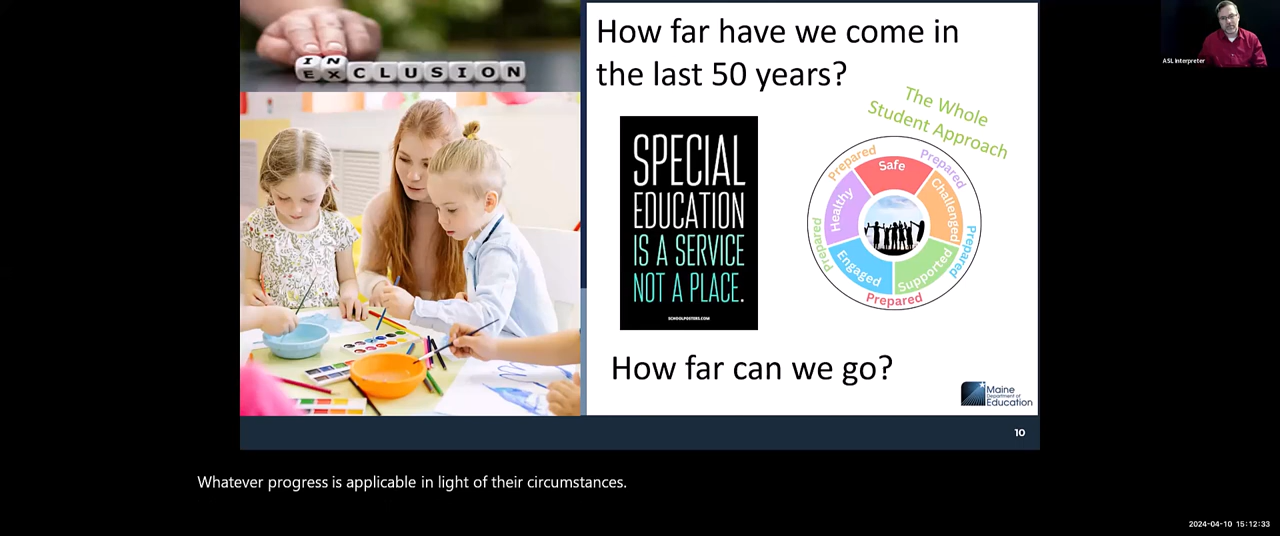 IN
EXCLUSION
How far have we come in
the last 50 years?
The Whole
Student Approach
SPECIAL
EDUCATION
IS A SERVICE
NOT A PLACE.
SCHOOLPOSTERS.COM
Prepared
Prepared
Prepared
Prepared
Prepared
Safe
Challenged
Supported
Engaged
Healthy
How far can we go?
Maine
Department of
Education
10
ASL Interpreter
Whatever progress is applicable in light of their circumstances.
2024-04-10 15:12:33